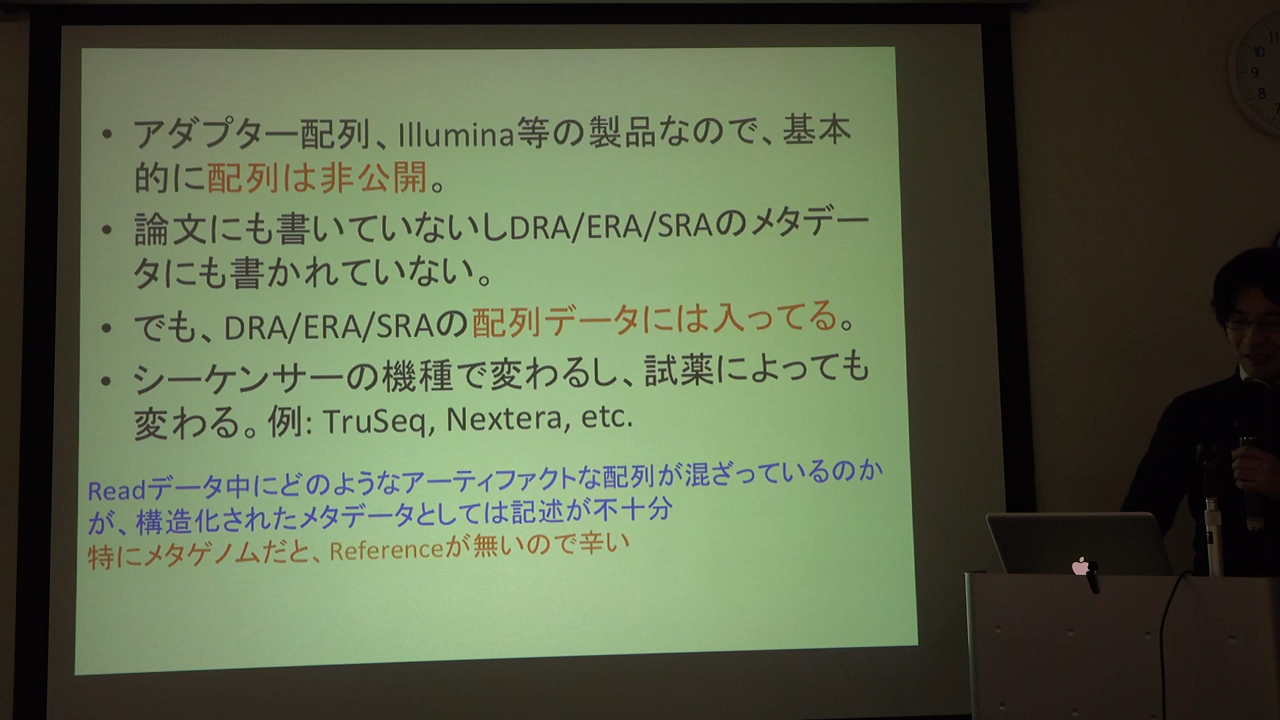 • アダプター配列、Illumina等の製品なので、基本
的に配列は非公開。
• 論文にも書いていないしDRA/ERA/SRAのメタデー
タにも書かれていない。
• でも、DRA/ERA/SRAの配列データには入ってる。
• シーケンサーの機種で変わるし、試薬によっても
変わる。例: TruSeq, Nextera, etc.
Readデータ中にどのようなアーティファクトな配列が混ざっているのか
が、構造化されたメタデータとしては記述が不十分
特にメタゲノムだと、Referenceが無いので辛い
11
10
9
8